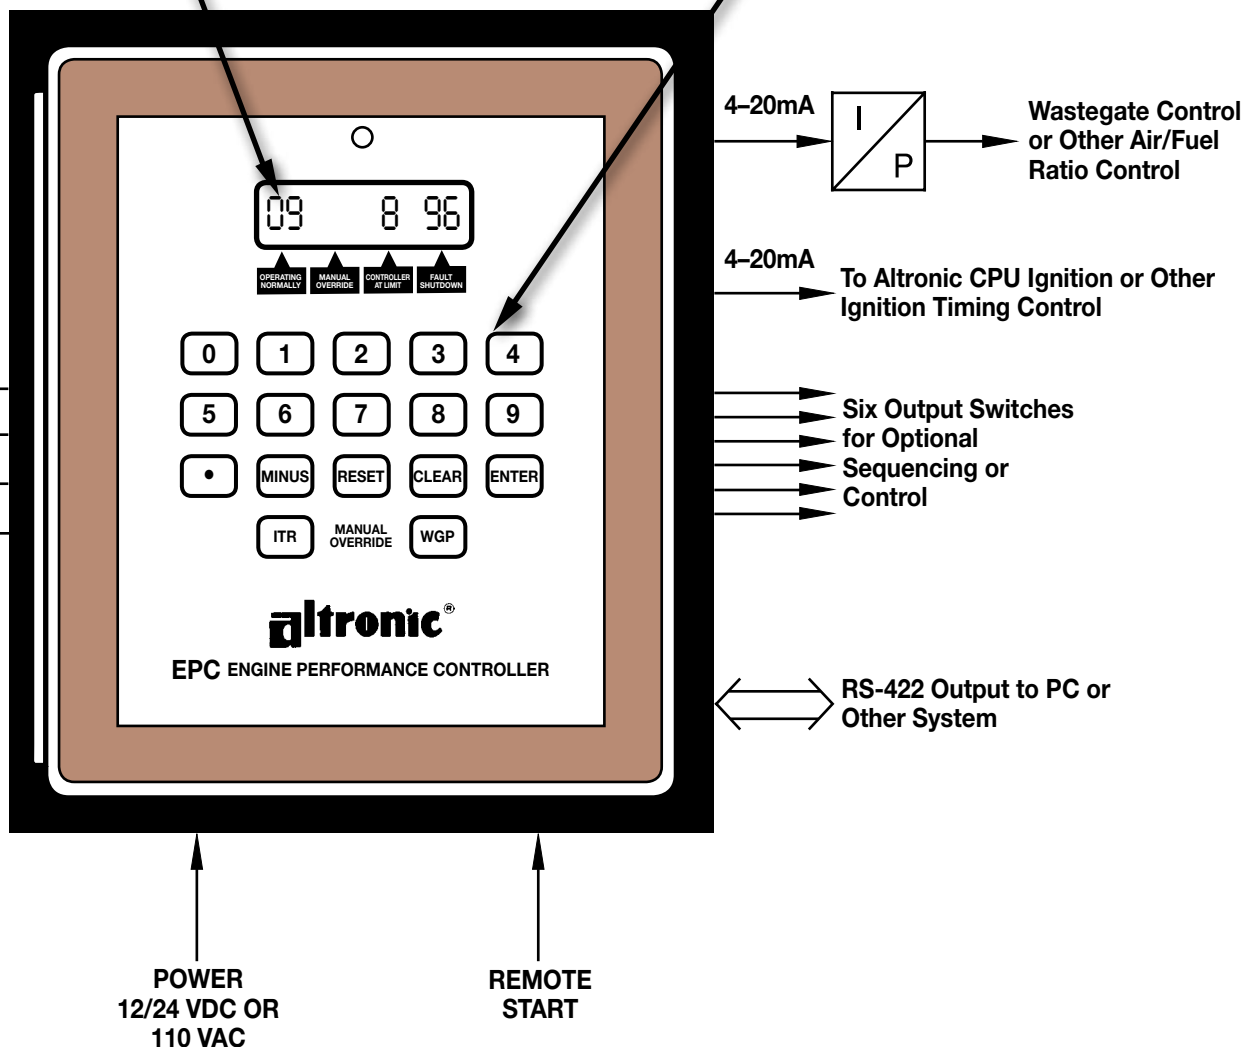 4–20mA
I
P
Wastegate Control
or Other Air/Fuel
Ratio Control
09 8 96
OPERATING
NORMALLY
MANUAL
OVERRIDE
CONTROLLER
AT LIMIT
FAULT
SHUTDOWN
4–20mA
To Altronic CPU Ignition or Other
Ignition Timing Control
0 1 2 3 4
5 6 7 8 9
• MINUS RESET CLEAR ENTER
ITR
MANUAL
OVERRIDE
WGP
Six Output Switches
for Optional
Sequencing or
Control
altronic®
EPC ENGINE PERFORMANCE CONTROLLER
RS-422 Output to PC or
Other System
POWER
12/24 VDC OR
110 VAC
REMOTE
START